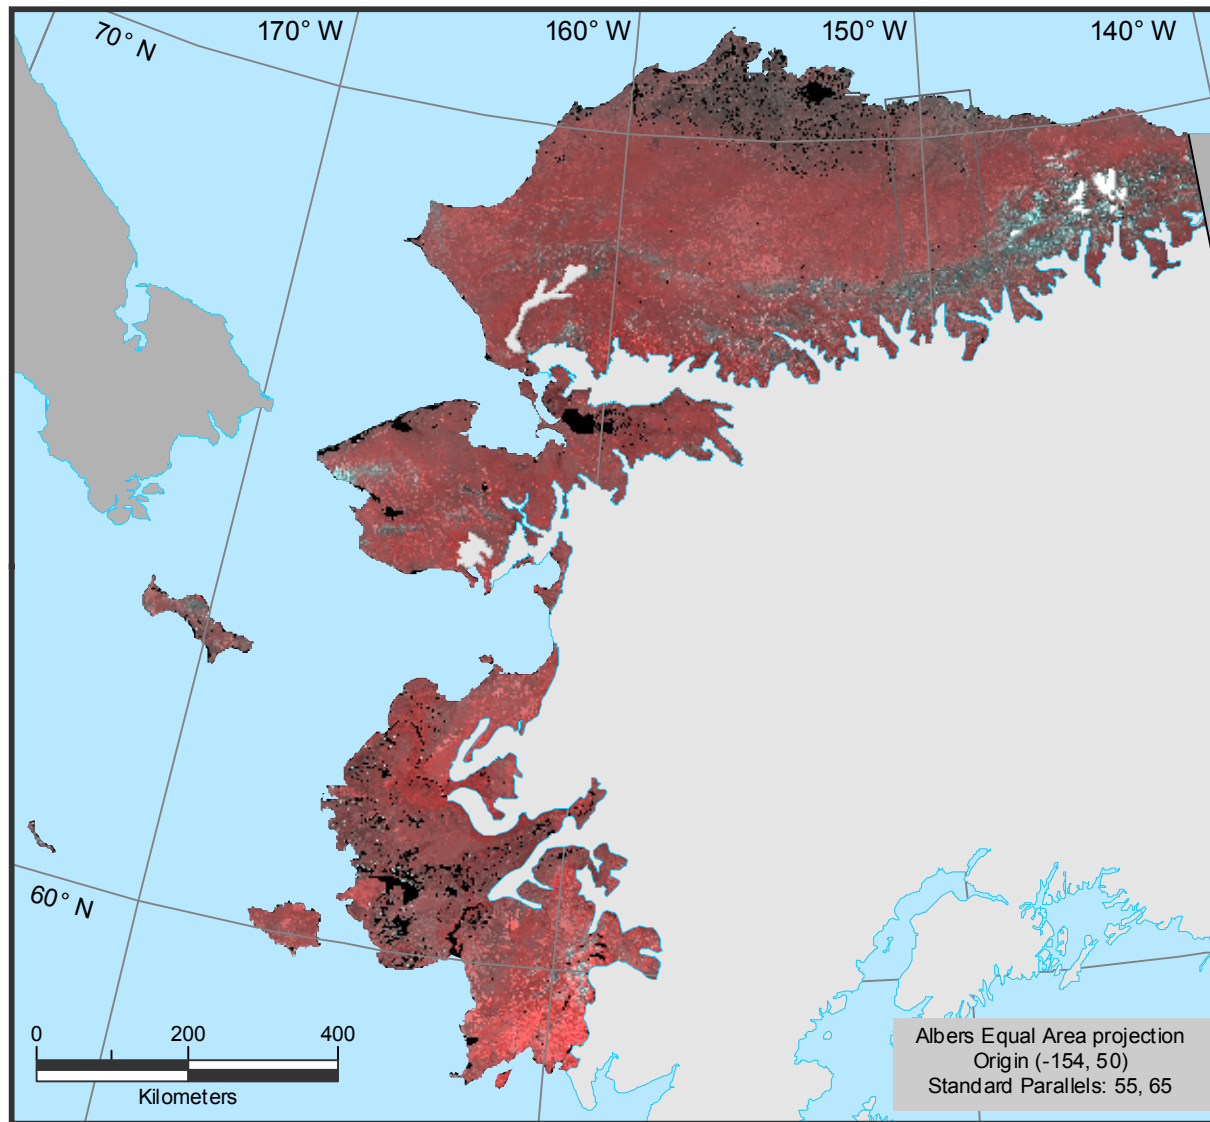 70° N
170° W
160° W
150° W
140° W
60° N
0 200 400
Kilometers
Albers Equal Area projection
Origin (-154, 50)
Standard Parallels: 55, 65